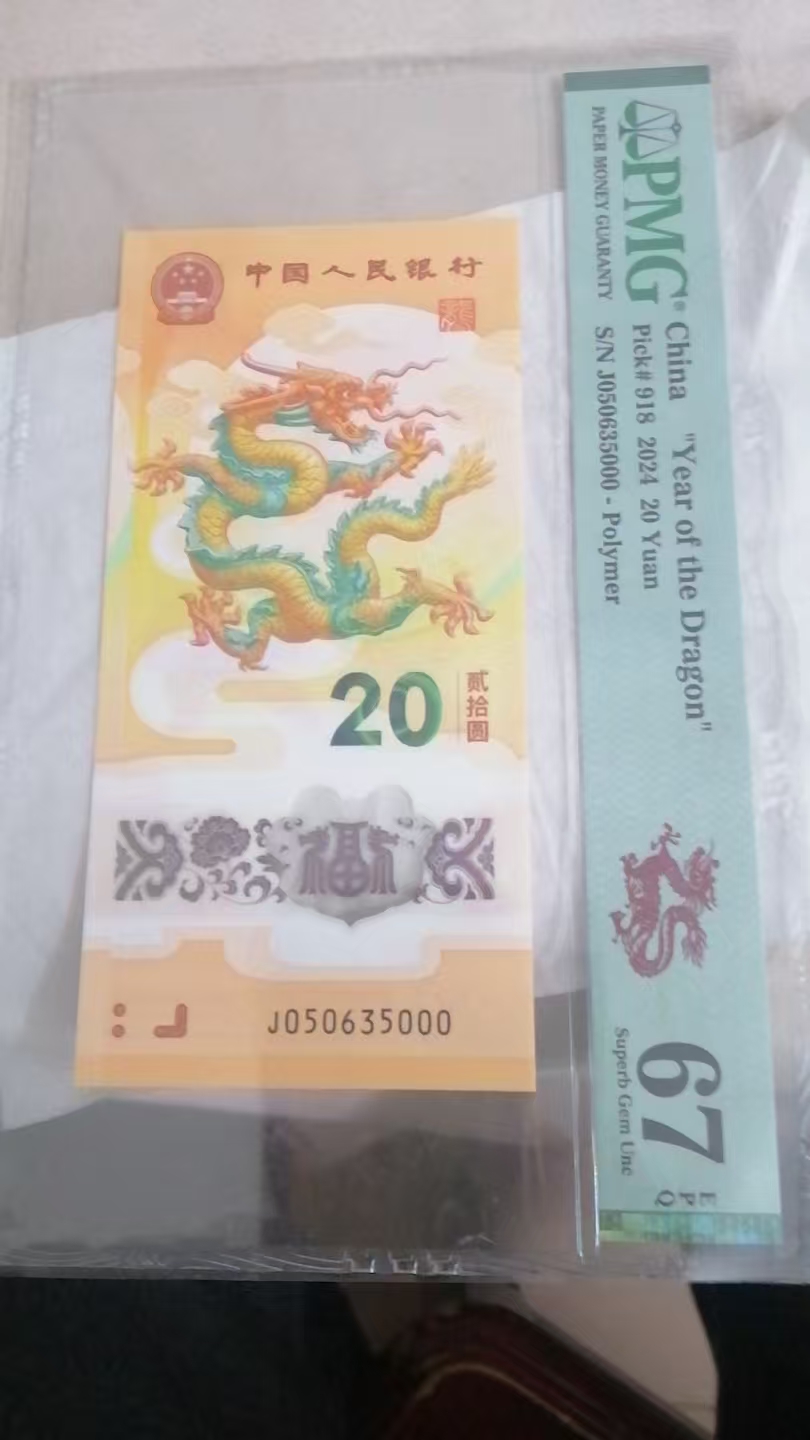 中国人民银行
龍
20
贰拾圆
福
J050635000
PMG®
PAPER MONEY GUARANTY
China "Year of the Dragon"
Pick# 918 2024 20 Yuan
S/N J050635000 - Polymer
67
EPQ
Superb Gem Unc